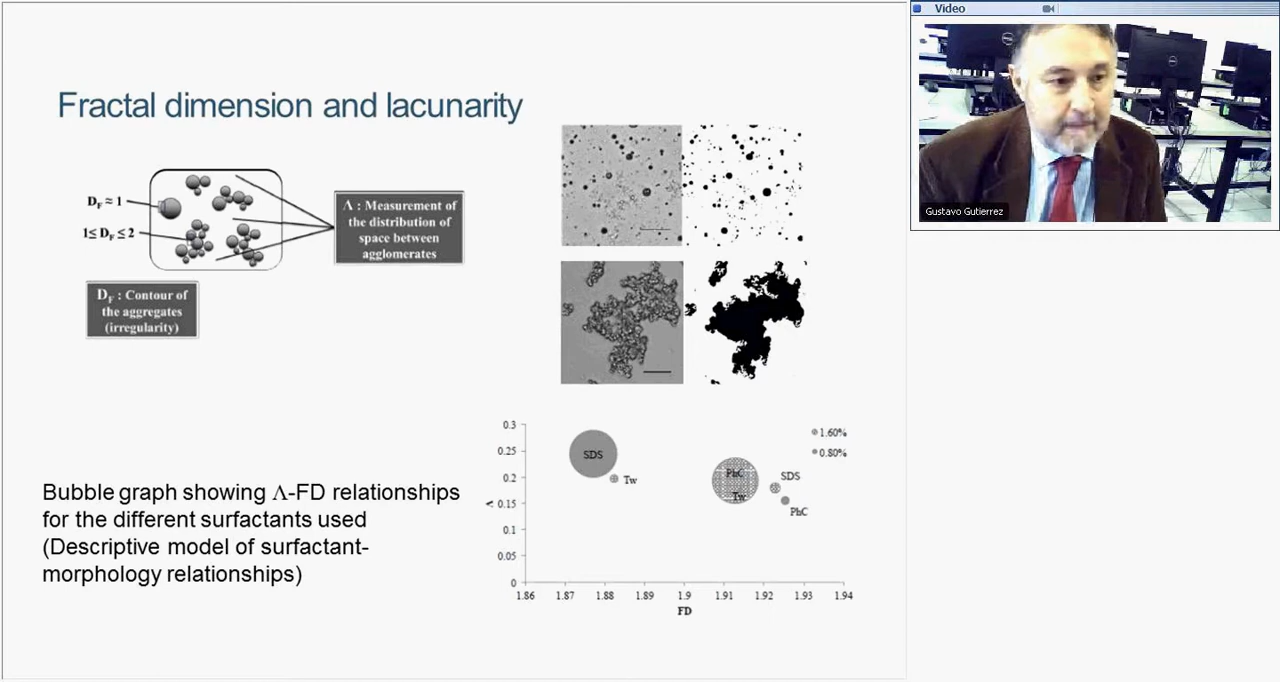 Video
Fractal dimension and lacunarity
D_F ≈ 1
1≤ D_F ≤ 2
Λ : Measurement of
the distribution of
space between
agglomerates
D_F : Contour of
the aggregates
(irregularity)
Gustavo Gutierrez
0.3
0.25
0.2
0.15
0.1
0.05
0
Λ
SDS
Tw
PhC
Tw
SDS
PhC
1.60%
0.80%
1.86
1.87
1.88
1.89
1.9
1.91
1.92
1.93
1.94
FD
Bubble graph showing Λ-FD relationships
for the different surfactants used
(Descriptive model of surfactant-
morphology relationships)